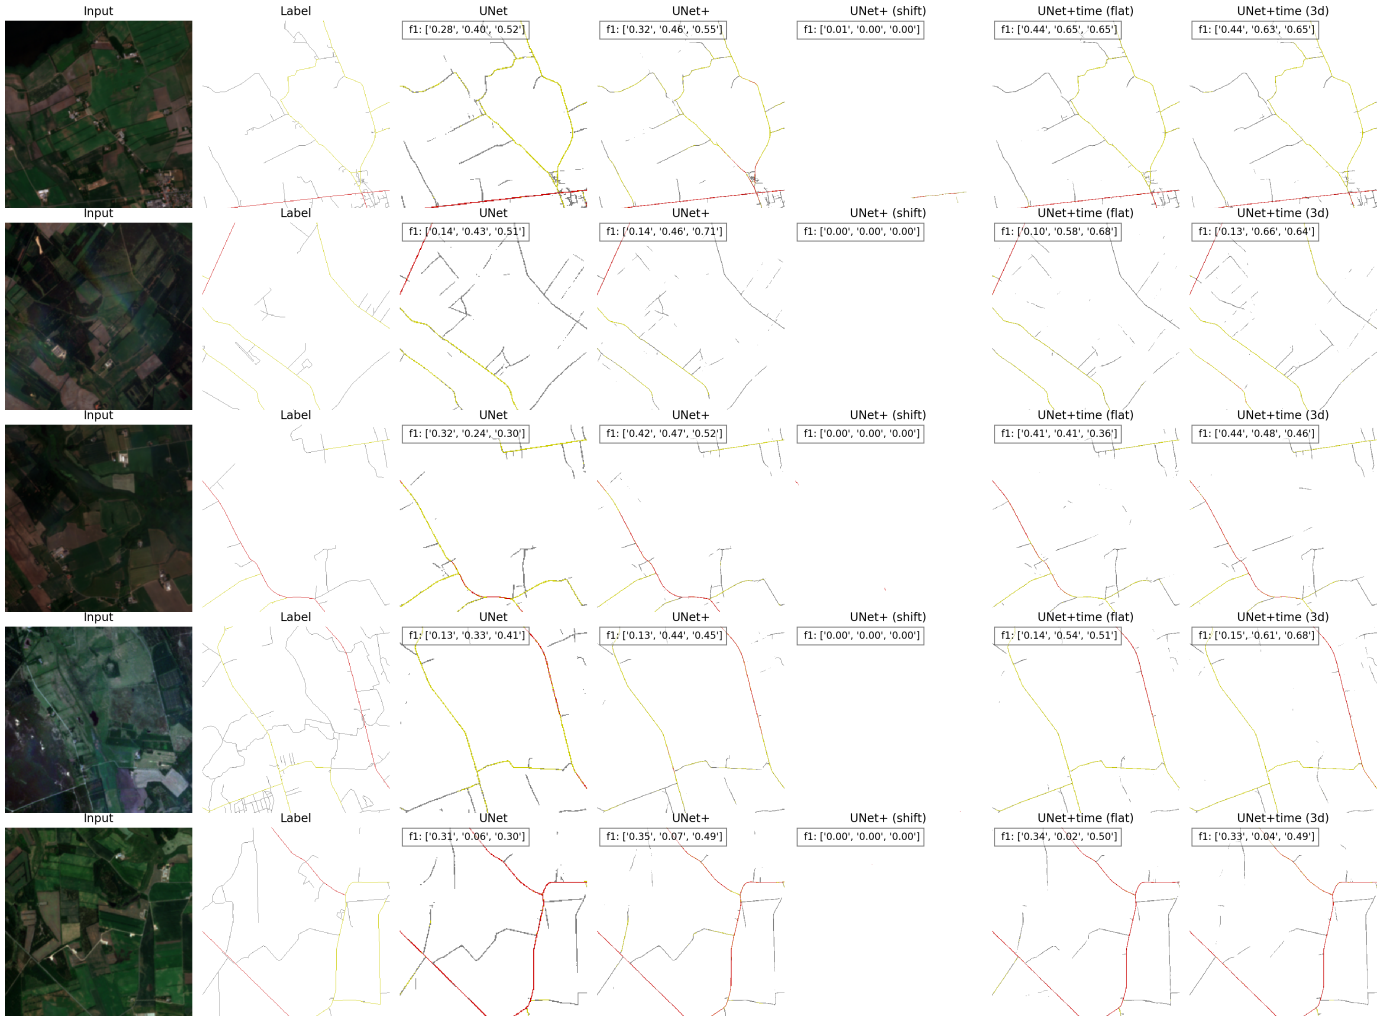 Input Label UNet UNet+ UNet+ (shift) UNet+time (flat) UNet+time (3d)
f1: ['0.28', '0.40', '0.52'] f1: ['0.32', '0.46', '0.55'] f1: ['0.01', '0.00', '0.00'] f1: ['0.44', '0.65', '0.65'] f1: ['0.44', '0.63', '0.65']
Input Label UNet UNet+ UNet+ (shift) UNet+time (flat) UNet+time (3d)
f1: ['0.14', '0.43', '0.51'] f1: ['0.14', '0.46', '0.71'] f1: ['0.00', '0.00', '0.00'] f1: ['0.10', '0.58', '0.68'] f1: ['0.13', '0.66', '0.64']
Input Label UNet UNet+ UNet+ (shift) UNet+time (flat) UNet+time (3d)
f1: ['0.32', '0.24', '0.30'] f1: ['0.42', '0.47', '0.52'] f1: ['0.00', '0.00', '0.00'] f1: ['0.41', '0.41', '0.36'] f1: ['0.44', '0.48', '0.46']
Input Label UNet UNet+ UNet+ (shift) UNet+time (flat) UNet+time (3d)
f1: ['0.13', '0.33', '0.41'] f1: ['0.13', '0.44', '0.45'] f1: ['0.00', '0.00', '0.00'] f1: ['0.14', '0.54', '0.51'] f1: ['0.15', '0.61', '0.68']
Input Label UNet UNet+ UNet+ (shift) UNet+time (flat) UNet+time (3d)
f1: ['0.31', '0.06', '0.30'] f1: ['0.35', '0.07', '0.49'] f1: ['0.00', '0.00', '0.00'] f1: ['0.34', '0.02', '0.50'] f1: ['0.33', '0.04', '0.49']